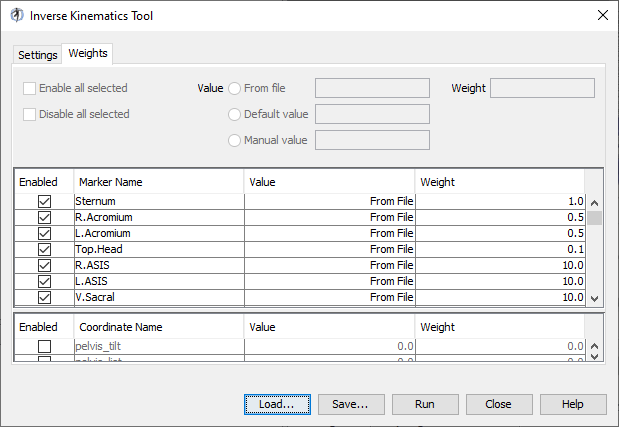 Inverse Kinematics Tool
Settings Weights
Enable all selected Value From file Weight
Disable all selected Default value
Manual value
Enabled Marker Name Value Weight
Sternum From File 1.0
R.Acromium From File 0.5
L.Acromium From File 0.5
Top.Head From File 0.1
R.ASIS From File 10.0
L.ASIS From File 10.0
V.Sacral From File 10.0
Enabled Coordinate Name Value Weight
pelvis_tilt 0.0 0.0
Load... Save... Run Close Help